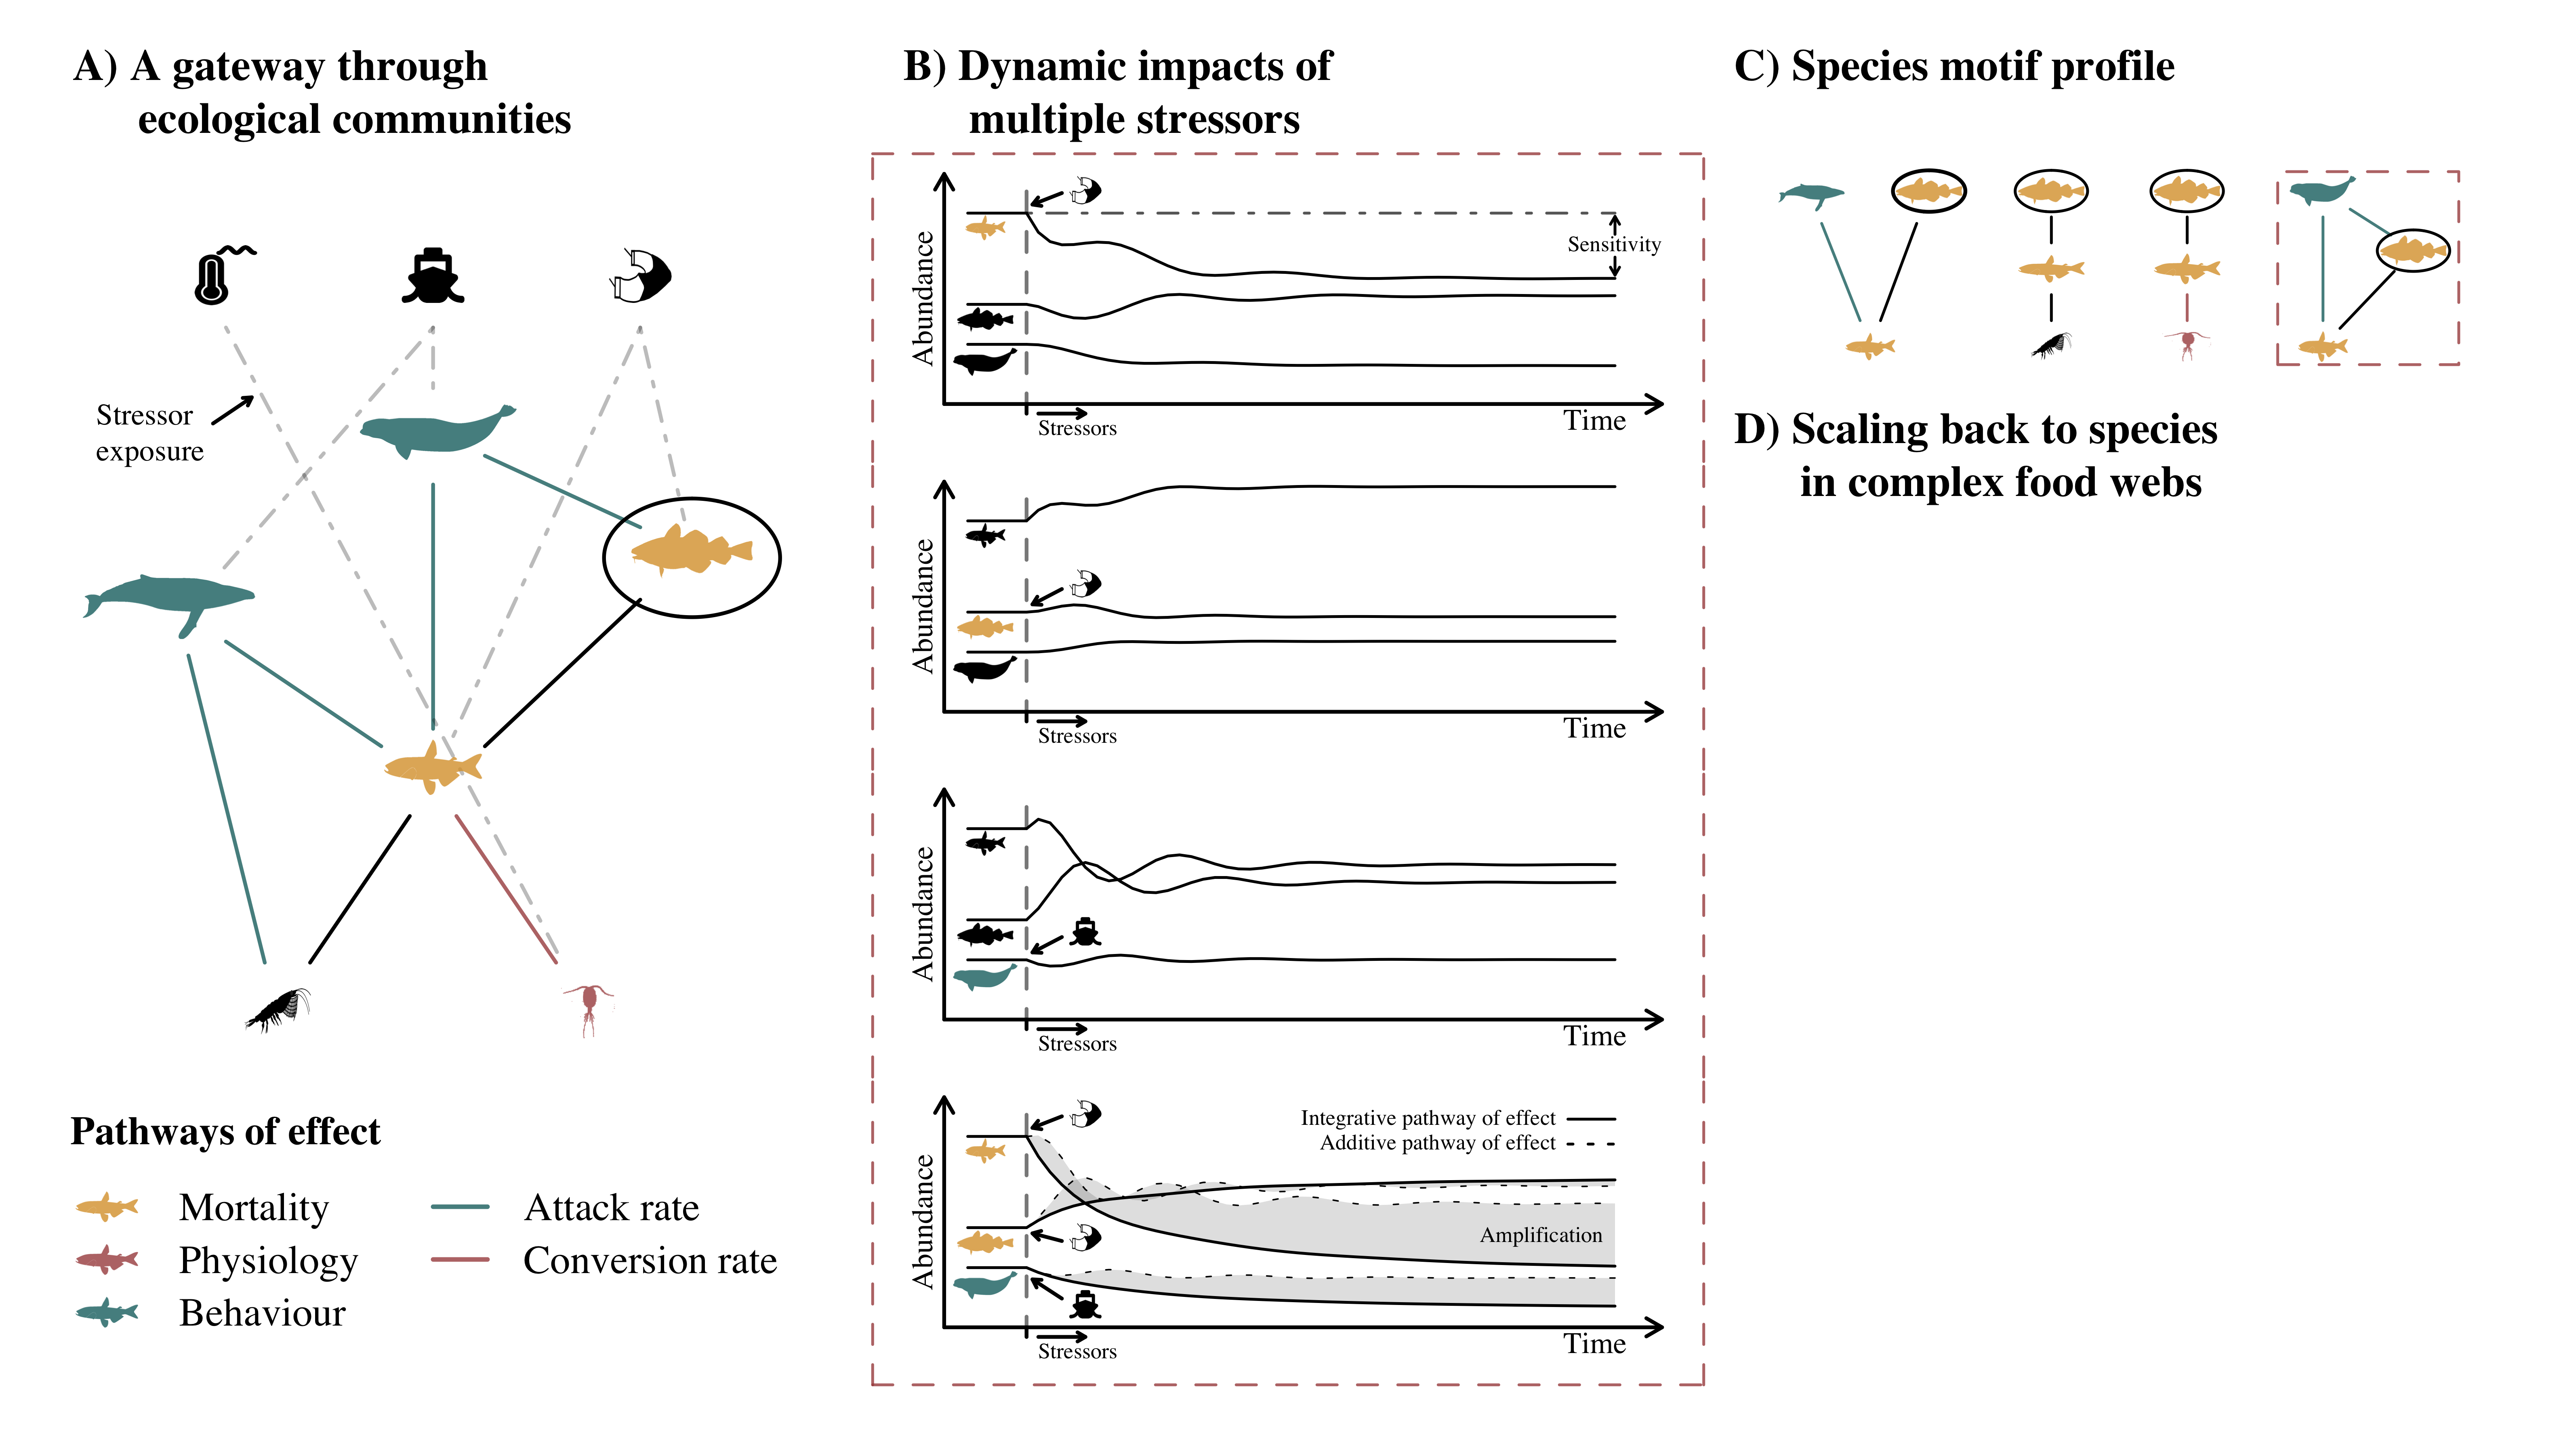 A) A gateway through
ecological communities
Stressor
exposure
Pathways of effect
Mortality
Physiology
Behaviour
Attack rate
Conversion rate
B) Dynamic impacts of
multiple stressors
Abundance
Sensitivity
Time
Stressors
Abundance
Time
Stressors
Abundance
Time
Stressors
Integrative pathway of effect
Additive pathway of effect
Abundance
Amplification
Time
Stressors
C) Species motif profile
D) Scaling back to species
in complex food webs